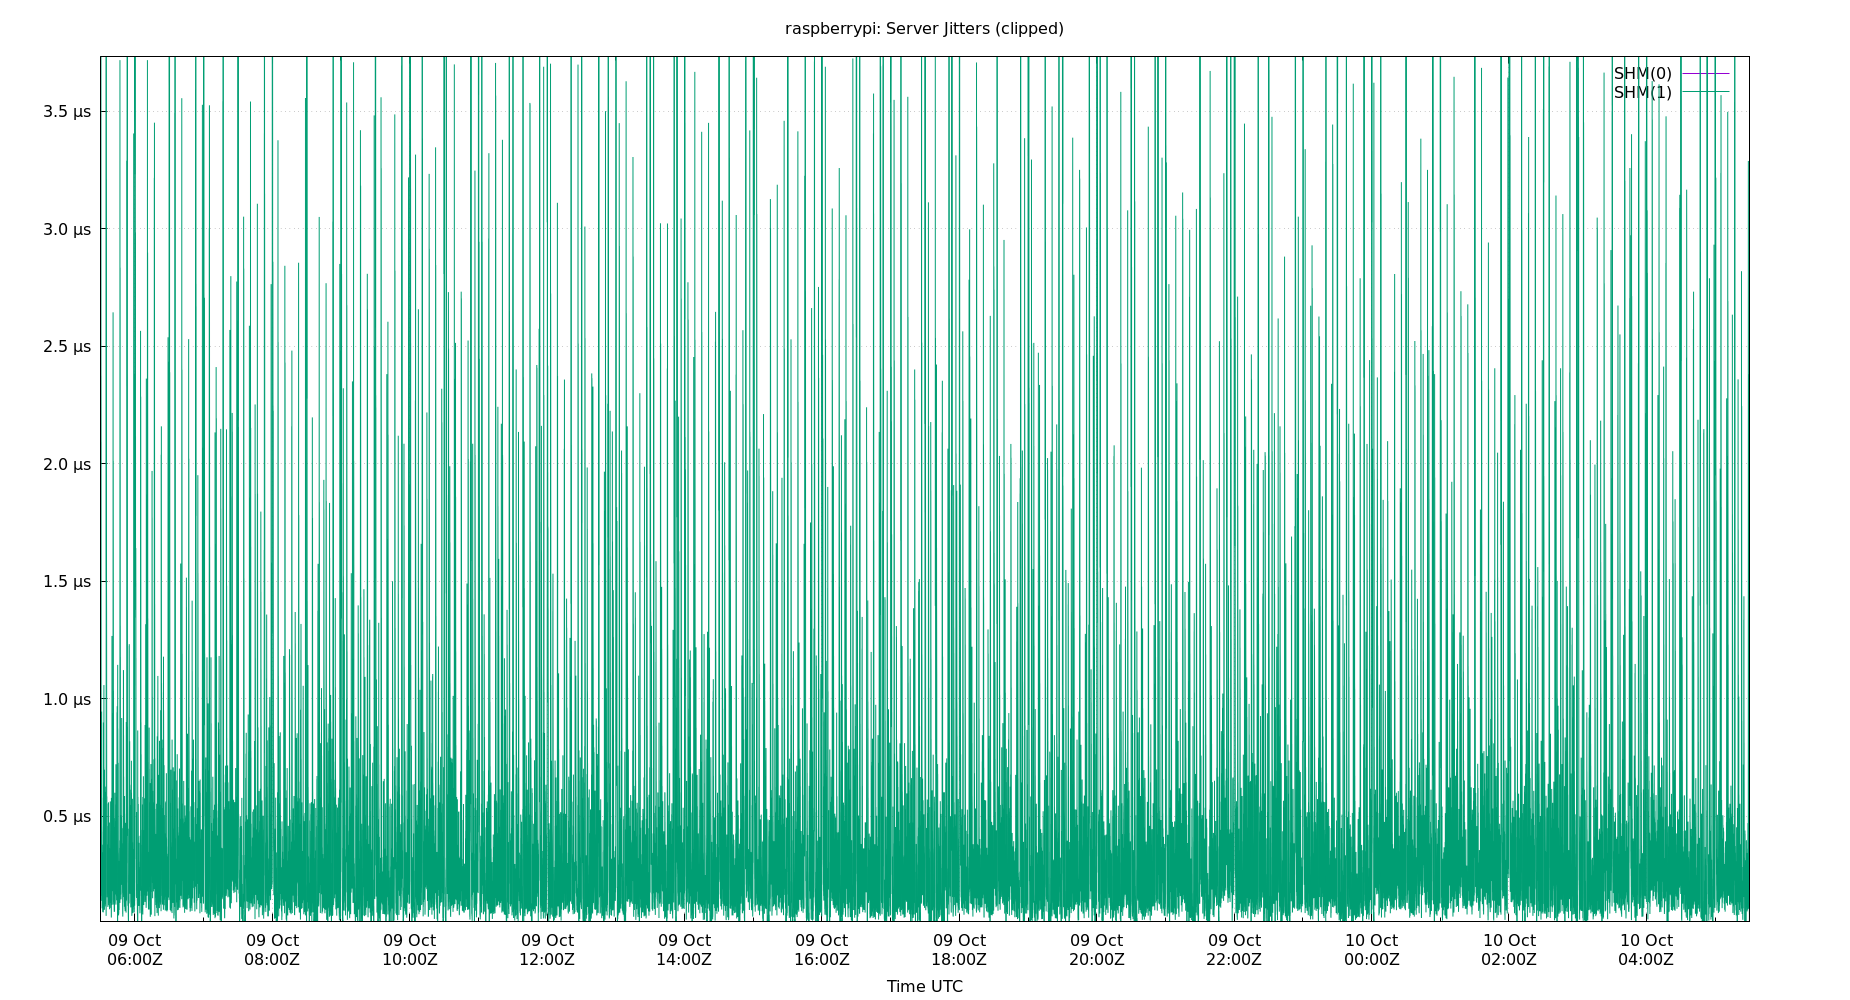 raspberrypi: Server Jitters (clipped)
SHM(0)
SHM(1)
3.5 µs
3.0 µs
2.5 µs
2.0 µs
1.5 µs
1.0 µs
0.5 µs
09 Oct 09 Oct 09 Oct 09 Oct 09 Oct 09 Oct 09 Oct 09 Oct 09 Oct 10 Oct 10 Oct 10 Oct
06:00Z 08:00Z 10:00Z 12:00Z 14:00Z 16:00Z 18:00Z 20:00Z 22:00Z 00:00Z 02:00Z 04:00Z
Time UTC